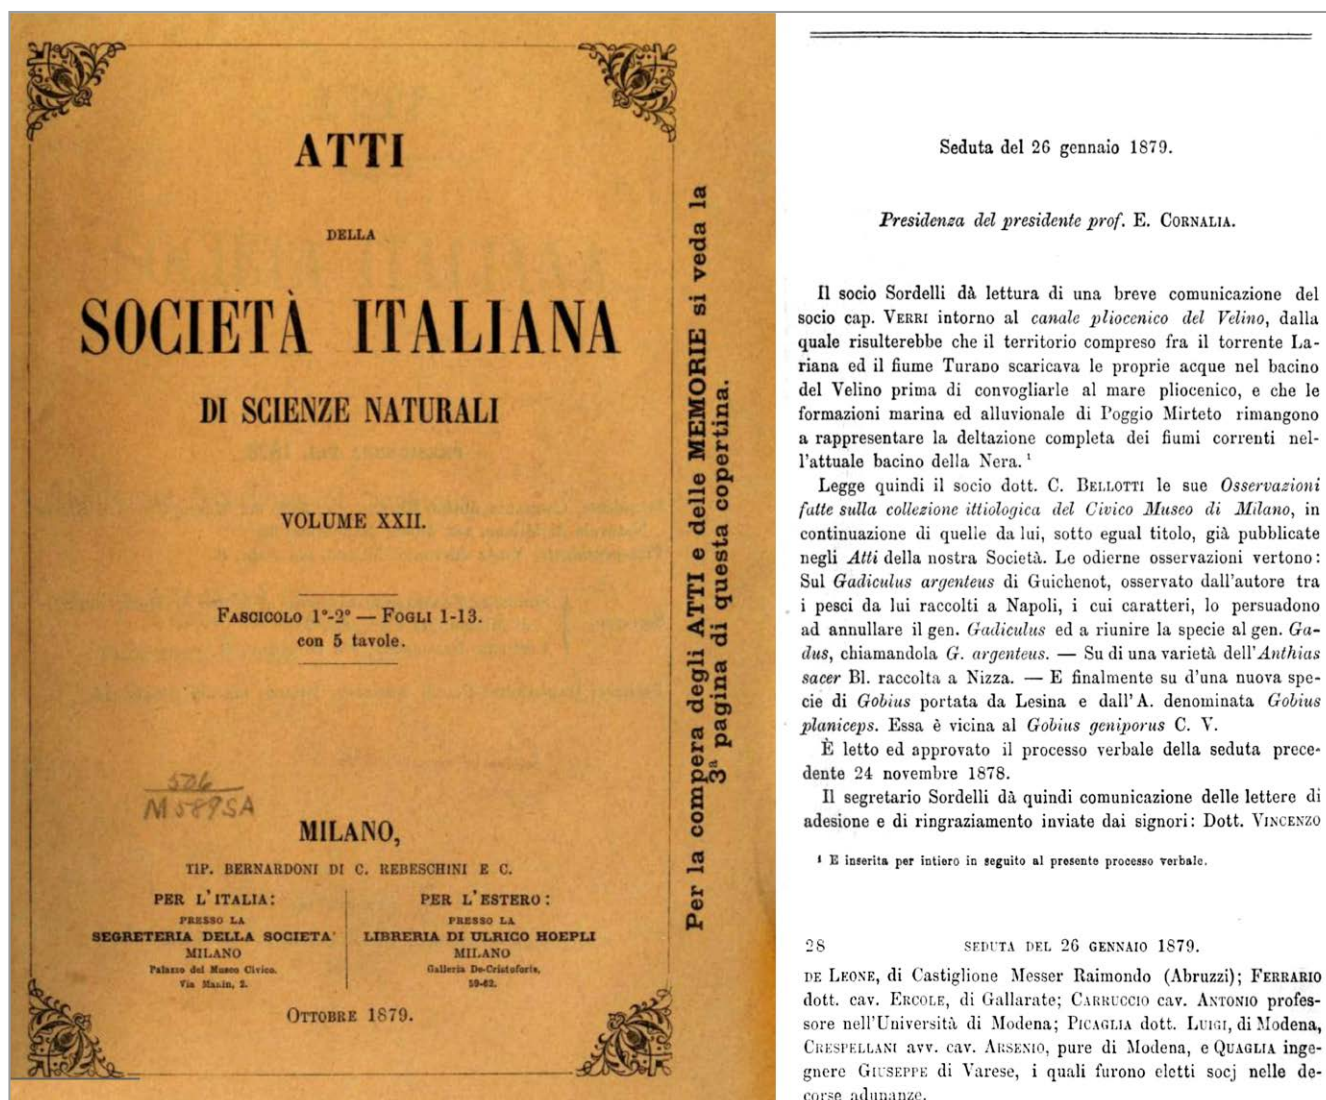 ATTI
DELLA
SOCIETÀ ITALIANA
DI SCIENZE NATURALI
VOLUME XXII.
FASCICOLO 1°-2° — FOGLI 1-13.
con 5 tavole.
506
M589SA
MILANO,
TIP. BERNARDONI DI C. REBESCHINI E C.
PER L'ITALIA:
PRESSO LA
SEGRETERIA DELLA SOCIETA'
MILANO
Palazzo del Museo Civico.
Via Manin, 2.
PER L'ESTERO:
PRESSO LA
LIBRERIA DI ULRICO HOEPLI
MILANO
Galleria De-Cristoforis,
59-62.
OTTOBRE 1879.
Per la compera degli ATTI e delle MEMORIE si veda la
3ª pagina di questa copertina.
Seduta del 26 gennaio 1879.
Presidenza del presidente prof. E. CORNALIA.
Il socio Sordelli dà lettura di una breve comunicazione del
socio cap. VERRI intorno al canale pliocenico del Velino, dalla
quale risulterebbe che il territorio compreso fra il torrente La-
riana ed il fiume Turano scaricava le proprie acque nel bacino
del Velino prima di convogliarle al mare pliocenico, e che le
formazioni marina ed alluvionale di Poggio Mirteto rimangono
a rappresentare la deltazione completa dei fiumi correnti nel-
l'attuale bacino della Nera. ¹
Legge quindi il socio dott. C. BELLOTTI le sue Osservazioni
fatte sulla collezione ittiologica del Civico Museo di Milano, in
continuazione di quelle da lui, sotto egual titolo, già pubblicate
negli Atti della nostra Società. Le odierne osservazioni vertono:
Sul Gadiculus argenteus di Guichenot, osservato dall'autore tra
i pesci da lui raccolti a Napoli, i cui caratteri, lo persuadono
ad annullare il gen. Gadiculus ed a riunire la specie al gen. Ga-
dus, chiamandola G. argenteus. — Su di una varietà dell'Anthias
sacer Bl. raccolta a Nizza. — E finalmente su d'una nuova spe-
cie di Gobius portata da Lesina e dall'A. denominata Gobius
planiceps. Essa è vicina al Gobius geniporus C. V.
È letto ed approvato il processo verbale della seduta prece-
dente 24 novembre 1878.
Il segretario Sordelli dà quindi comunicazione delle lettere di
adesione e di ringraziamento inviate dai signori: Dott. VINCENZO
¹ E inserita per intiero in seguito al presente processo verbale.
28 SEDUTA DEL 26 GENNAIO 1879.
DE LEONE, di Castiglione Messer Raimondo (Abruzzi); FERRARIO
dott. cav. ERCOLE, di Gallarate; CARRUCCIO cav. ANTONIO profes-
sore nell'Università di Modena; PICAGLIA dott. LUIGI, di Modena,
CRESPELLANI avv. cav. ARSENIO, pure di Modena, e QUAGLIA inge-
gnere GIUSEPPE di Varese, i quali furono eletti socj nelle de-
corse adunanze.